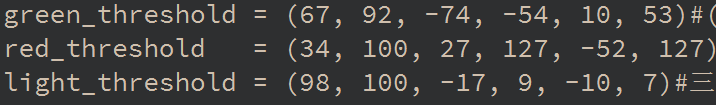 green_threshold = (67, 92, -74, -54, 10, 53)#(
red_threshold   = (34, 100, 27, 127, -52, 127)
light_threshold = (98, 100, -17, 9, -10, 7)#三